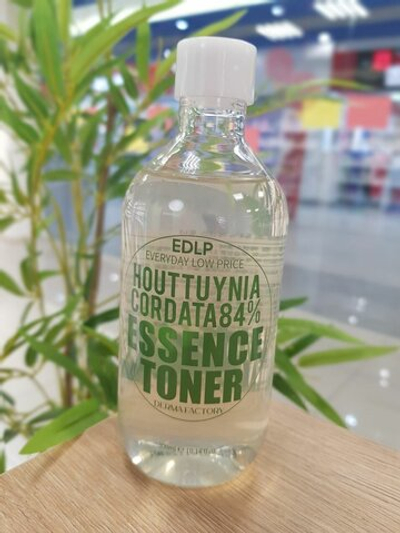 EDLP
EVERYDAY LOW PRICE
HOUTTUYNIA
CORDATA84%
ESSENCE
TONER
DERMA FACTORY